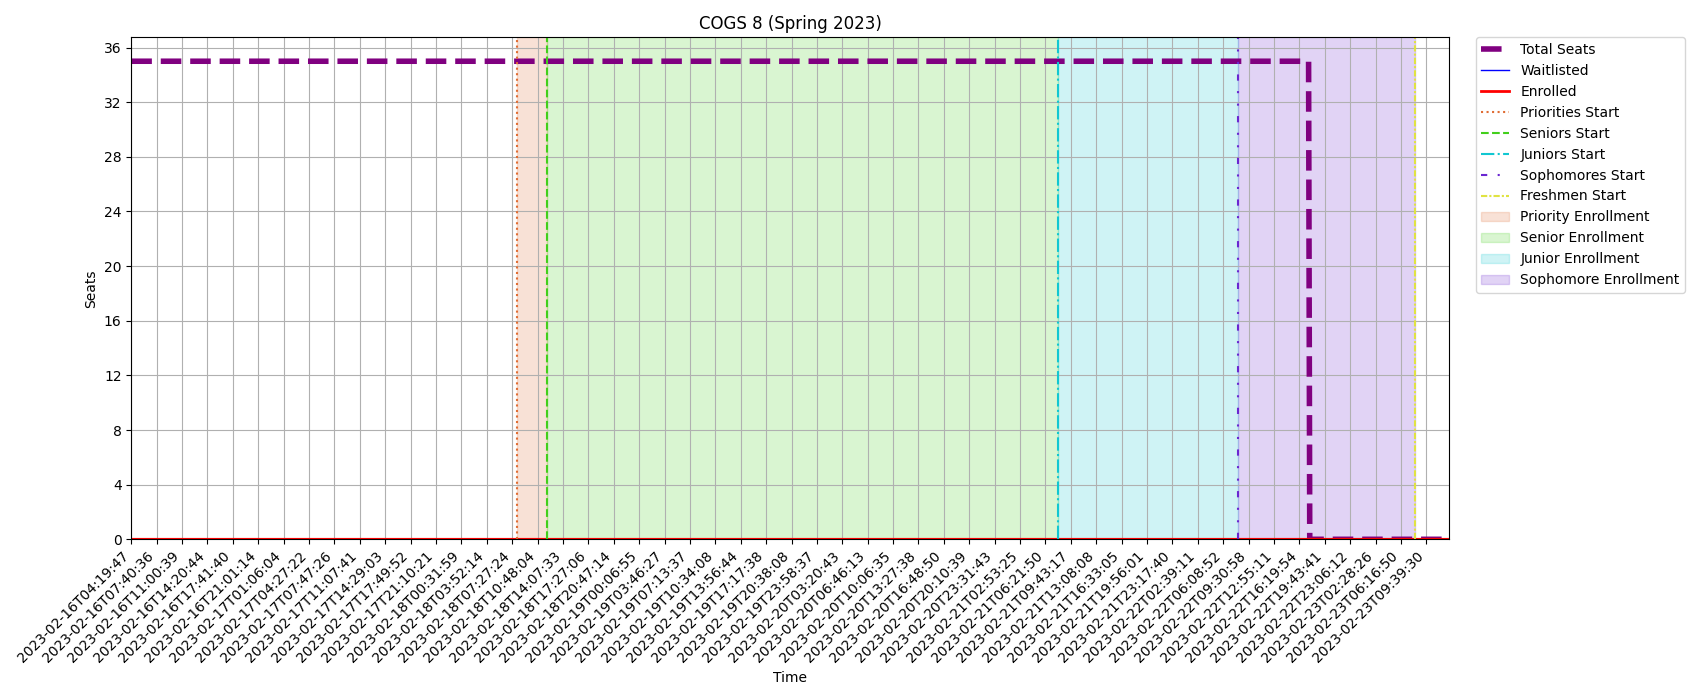 COGS 8 (Spring 2023)
36
32
28
24
20
16
12
8
4
0
Seats
2023-02-16T04:19:47
2023-02-16T07:40:36
2023-02-16T11:00:39
2023-02-16T14:20:44
2023-02-16T17:41:40
2023-02-16T21:01:14
2023-02-17T01:06:04
2023-02-17T04:27:22
2023-02-17T07:47:26
2023-02-17T11:07:41
2023-02-17T14:29:03
2023-02-17T17:49:52
2023-02-17T21:10:21
2023-02-18T00:31:59
2023-02-18T03:52:14
2023-02-18T07:27:24
2023-02-18T10:48:04
2023-02-18T14:07:33
2023-02-18T17:27:06
2023-02-18T20:47:14
2023-02-19T00:06:55
2023-02-19T03:46:27
2023-02-19T07:13:37
2023-02-19T10:34:08
2023-02-19T13:56:44
2023-02-19T17:17:38
2023-02-19T20:38:08
2023-02-19T23:58:37
2023-02-20T03:20:43
2023-02-20T06:46:13
2023-02-20T10:06:35
2023-02-20T13:27:38
2023-02-20T16:48:50
2023-02-20T20:10:39
2023-02-20T23:31:43
2023-02-21T02:53:25
2023-02-21T06:21:50
2023-02-21T09:43:17
2023-02-21T13:08:08
2023-02-21T16:33:05
2023-02-21T19:56:01
2023-02-21T23:17:40
2023-02-22T02:39:11
2023-02-22T06:08:52
2023-02-22T09:30:58
2023-02-22T12:55:11
2023-02-22T16:19:54
2023-02-22T19:43:41
2023-02-22T23:06:12
2023-02-23T02:28:26
2023-02-23T06:16:50
2023-02-23T09:39:30
Time
Total Seats
Waitlisted
Enrolled
Priorities Start
Seniors Start
Juniors Start
Sophomores Start
Freshmen Start
Priority Enrollment
Senior Enrollment
Junior Enrollment
Sophomore Enrollment